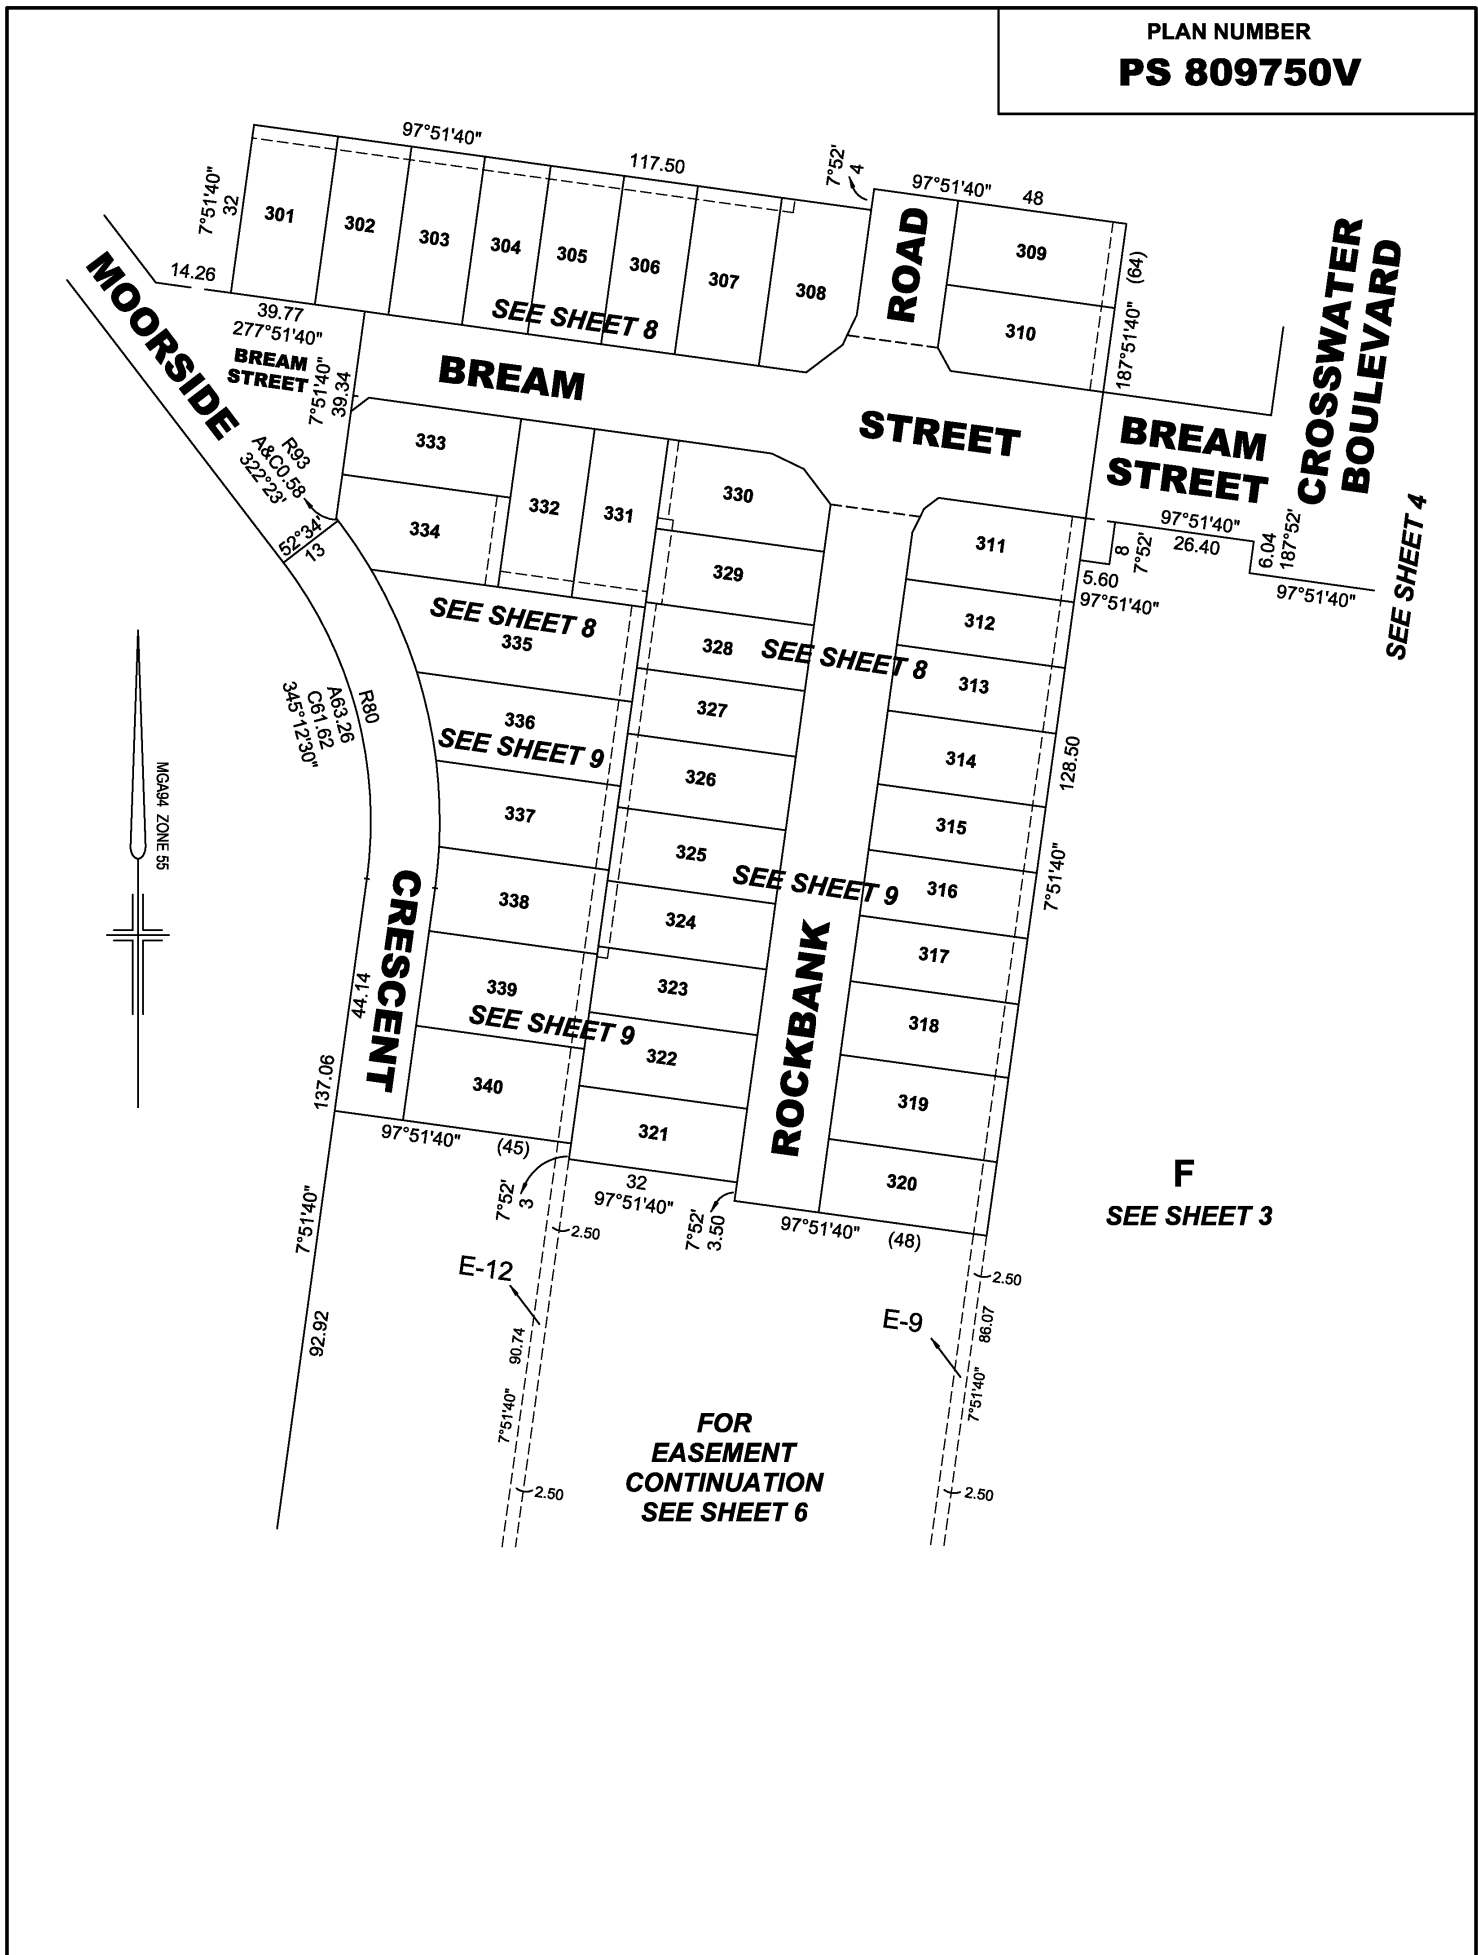 PLAN NUMBER
PS 809750V
97°51'40"
117.50
7°52'
4
97°51'40"
48
7°51'40"
32
301
302
303
304
305
306
307
308
ROAD
309
310
(64)
187°51'40"
CROSSWATER
BOULEVARD
14.26
39.77
277°51'40"
SEE SHEET 8
MOORSIDE
BREAM
STREET
7°51'40"
39.34
BREAM
STREET
BREAM
STREET
R93
A&C0.58
322°23'
52°34'
13
333
334
332
331
330
329
311
312
97°51'40"
26.40
8
7°52'
6.04
187°52'
5.60
97°51'40"
97°51'40"
SEE SHEET 4
SEE SHEET 8
335
328
SEE SHEET 8
313
R80
A63.26
C61.62
345°12'30"
336
SEE SHEET 9
327
326
314
128.50
7°51'40"
MGA94 ZONE 55
337
325
315
SEE SHEET 9
316
CRESCENT
338
324
317
ROCKBANK
44.14
339
SEE SHEET 9
323
318
322
137.06
340
319
321
97°51'40"
(45)
7°52'
3
32
97°51'40"
7°52'
3.50
320
97°51'40"
(48)
F
SEE SHEET 3
7°51'40"
92.92
2.50
E-12
90.74
7°51'40"
2.50
2.50
E-9
86.07
7°51'40"
2.50
FOR
EASEMENT
CONTINUATION
SEE SHEET 6